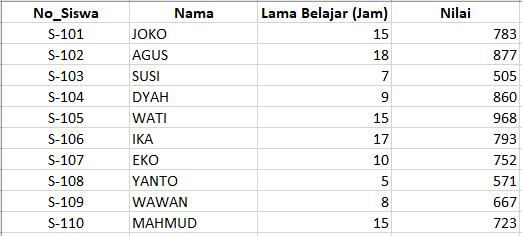 No_Siswa Nama Lama Belajar (Jam) Nilai
S-101 JOKO 15 783
S-102 AGUS 18 877
S-103 SUSI 7 505
S-104 DYAH 9 860
S-105 WATI 15 968
S-106 IKA 17 793
S-107 EKO 10 752
S-108 YANTO 5 571
S-109 WAWAN 8 667
S-110 MAHMUD 15 723